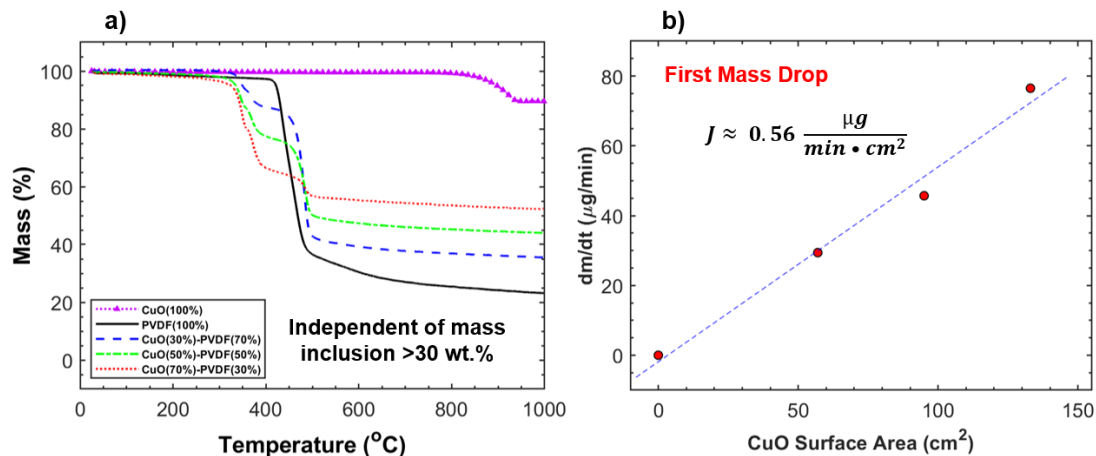 a)
Mass (%)
100
80
60
40
20
0
CuO(100%)
PVDF(100%)
CuO(30%)-PVDF(70%)
CuO(50%)-PVDF(50%)
CuO(70%)-PVDF(30%)
Independent of mass
inclusion >30 wt.%
0 200 400 600 800 1000
Temperature (°C)
b)
dm/dt (μg/min)
80
60
40
20
0
First Mass Drop
J ≈ 0.56 μg / min • cm²
0 50 100 150
CuO Surface Area (cm²)